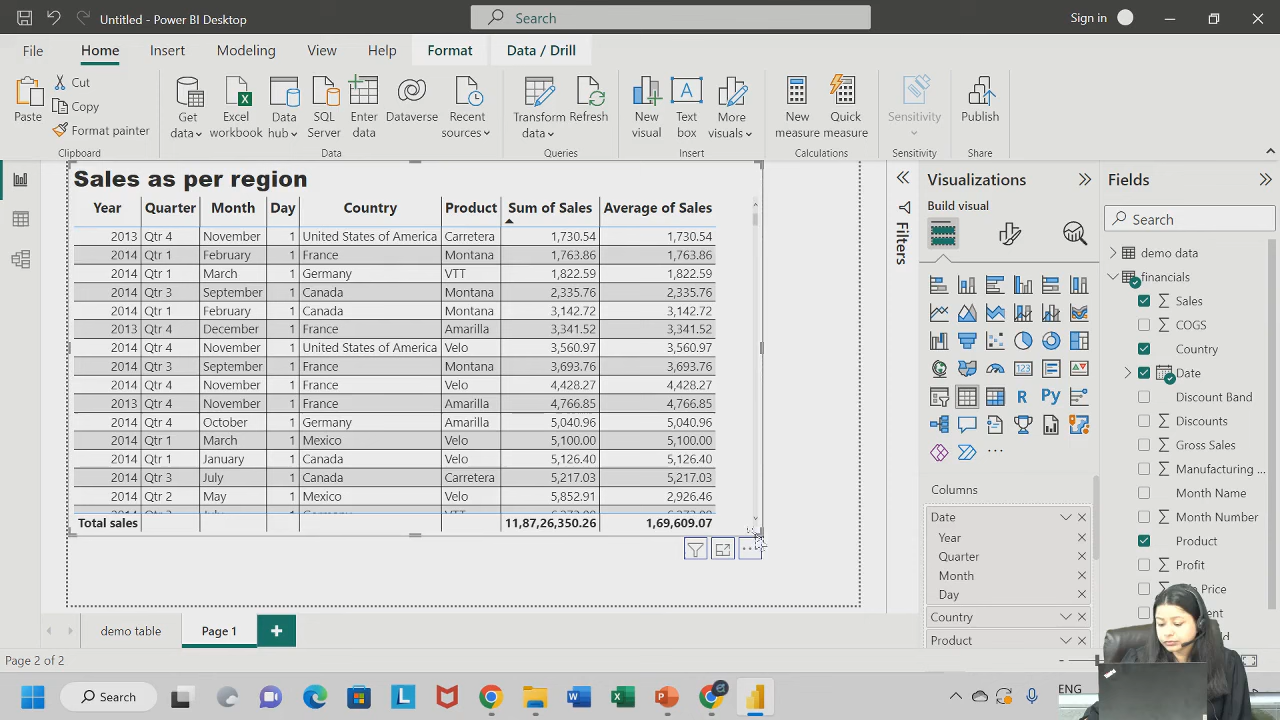 Untitled - Power BI Desktop
Search
Sign in
File
Home
Insert
Modeling
View
Help
Format
Data / Drill
Paste
Cut
Copy
Format painter
Get data
Excel workbook
Data hub
SQL Server
Enter data
Dataverse
Recent sources
Transform data
Refresh
New visual
Text box
More visuals
New measure
Quick measure
Sensitivity
Publish
Clipboard
Data
Queries
Insert
Calculations
Sensitivity
Share
Sales as per region
Year Quarter Month Day Country Product Sum of Sales Average of Sales
2013 Qtr 4 November 1 United States of America Carretera 1,730.54 1,730.54
2014 Qtr 1 February 1 France Montana 1,763.86 1,763.86
2014 Qtr 1 March 1 Germany VTT 1,822.59 1,822.59
2014 Qtr 3 September 1 Canada Montana 2,335.76 2,335.76
2014 Qtr 1 February 1 Canada Montana 3,142.72 3,142.72
2013 Qtr 4 December 1 France Amarilla 3,341.52 3,341.52
2014 Qtr 4 November 1 United States of America Velo 3,560.97 3,560.97
2014 Qtr 3 September 1 France Montana 3,693.76 3,693.76
2014 Qtr 4 November 1 France Velo 4,428.27 4,428.27
2013 Qtr 4 November 1 France Amarilla 4,766.85 4,766.85
2014 Qtr 4 October 1 Germany Amarilla 5,040.96 5,040.96
2014 Qtr 1 March 1 Mexico Velo 5,100.00 5,100.00
2014 Qtr 1 January 1 Canada Velo 5,126.40 5,126.40
2014 Qtr 3 July 1 Canada Carretera 5,217.03 5,217.03
2014 Qtr 2 May 1 Mexico Velo 5,852.91 2,926.46
Total sales 11,87,26,350.26 1,69,609.07
Filters
Visualizations
Build visual
Columns
Date
Year
Quarter
Month
Day
Country
Product
Fields
Search
demo data
financials
Sales
COGS
Country
Date
Discount Band
Discounts
Gross Sales
Manufacturing ...
Month Name
Month Number
Product
Profit
demo table
Page 1
Page 2 of 2
Search
ENG